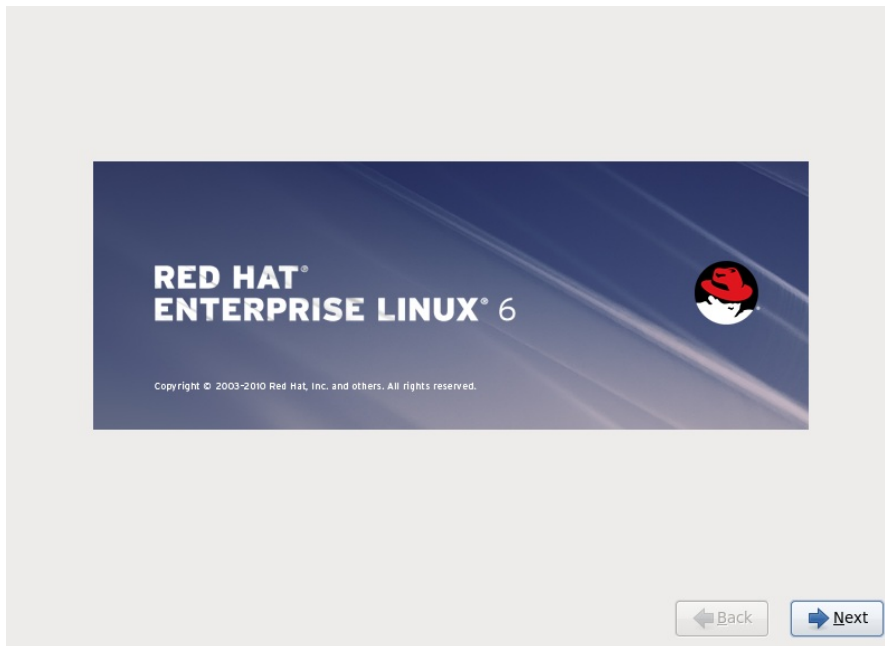 RED HAT®
ENTERPRISE LINUX® 6
Copyright © 2003-2010 Red Hat, Inc. and others. All rights reserved.
Back
Next